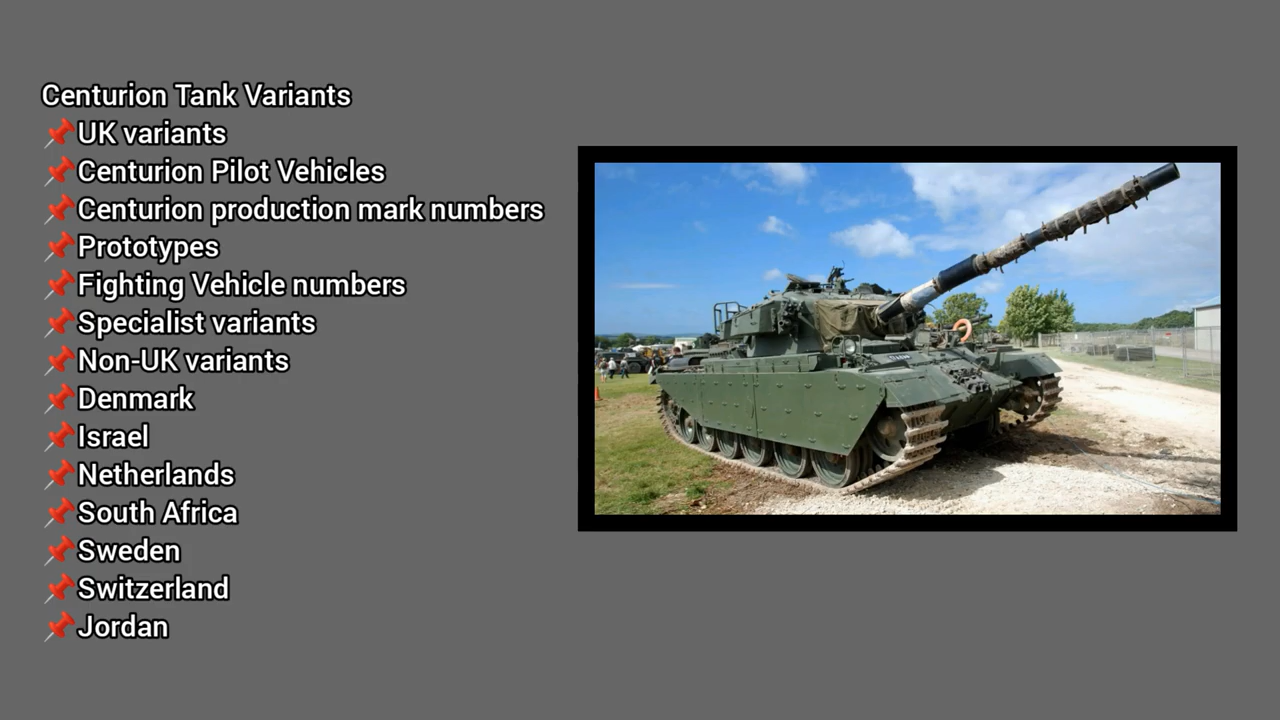 Centurion Tank Variants
📌UK variants
📌Centurion Pilot Vehicles
📌Centurion production mark numbers
📌Prototypes
📌Fighting Vehicle numbers
📌Specialist variants
📌Non-UK variants
📌Denmark
📌Israel
📌Netherlands
📌South Africa
📌Sweden
📌Switzerland
📌Jordan